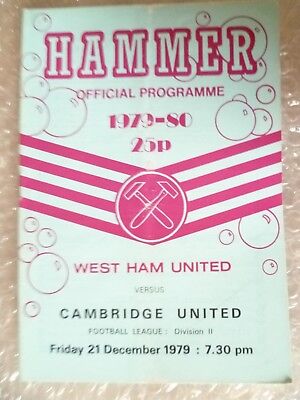 HAMMER
OFFICIAL PROGRAMME
1979-80
25p
WEST HAM UNITED
VERSUS
CAMBRIDGE UNITED
FOOTBALL LEAGUE : Division II
Friday 21 December 1979 : 7.30 pm